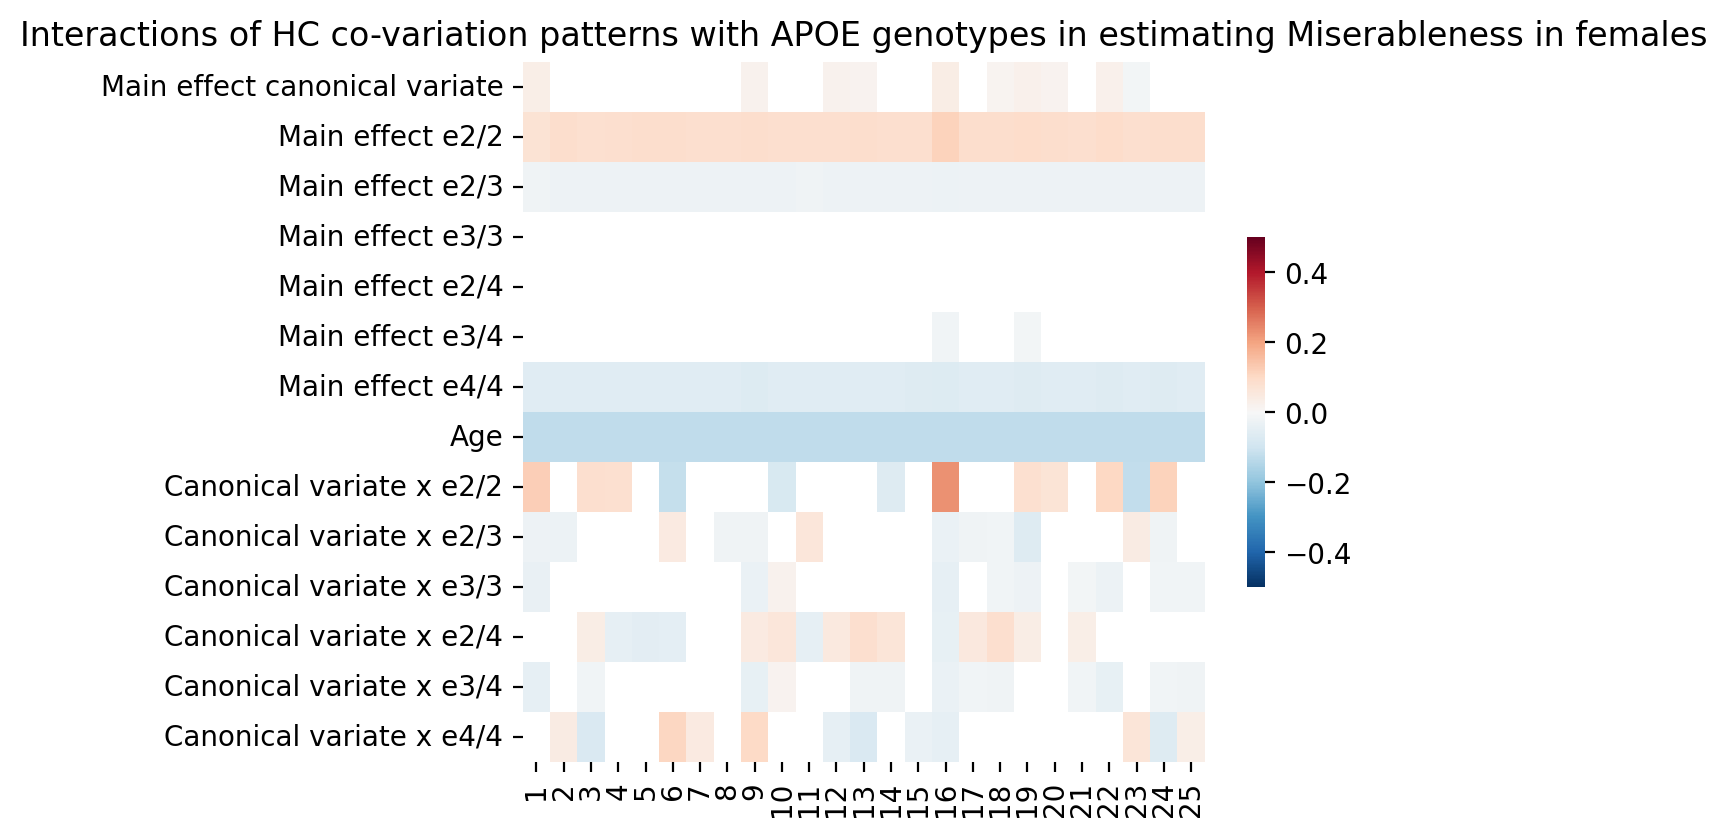 Interactions of HC co-variation patterns with APOE genotypes in estimating Miserableness in females
Main effect canonical variate
Main effect e2/2
Main effect e2/3
Main effect e3/3
Main effect e2/4
Main effect e3/4
Main effect e4/4
Age
Canonical variate x e2/2
Canonical variate x e2/3
Canonical variate x e3/3
Canonical variate x e2/4
Canonical variate x e3/4
Canonical variate x e4/4
1 2 3 4 5 6 7 8 9 10 11 12 13 14 15 16 17 18 19 20 21 22 23 24 25
0.4
0.2
0.0
−0.2
−0.4